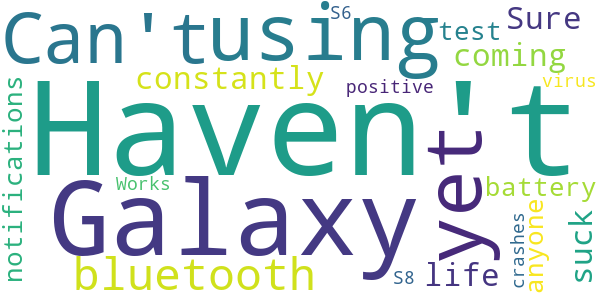 Can't using S6 Sure
test
coming
constantly
positive
virus
Haven't
notifications
yet
Galaxy
Works
battery
anyone
suck
crashes
bluetooth
S8 life